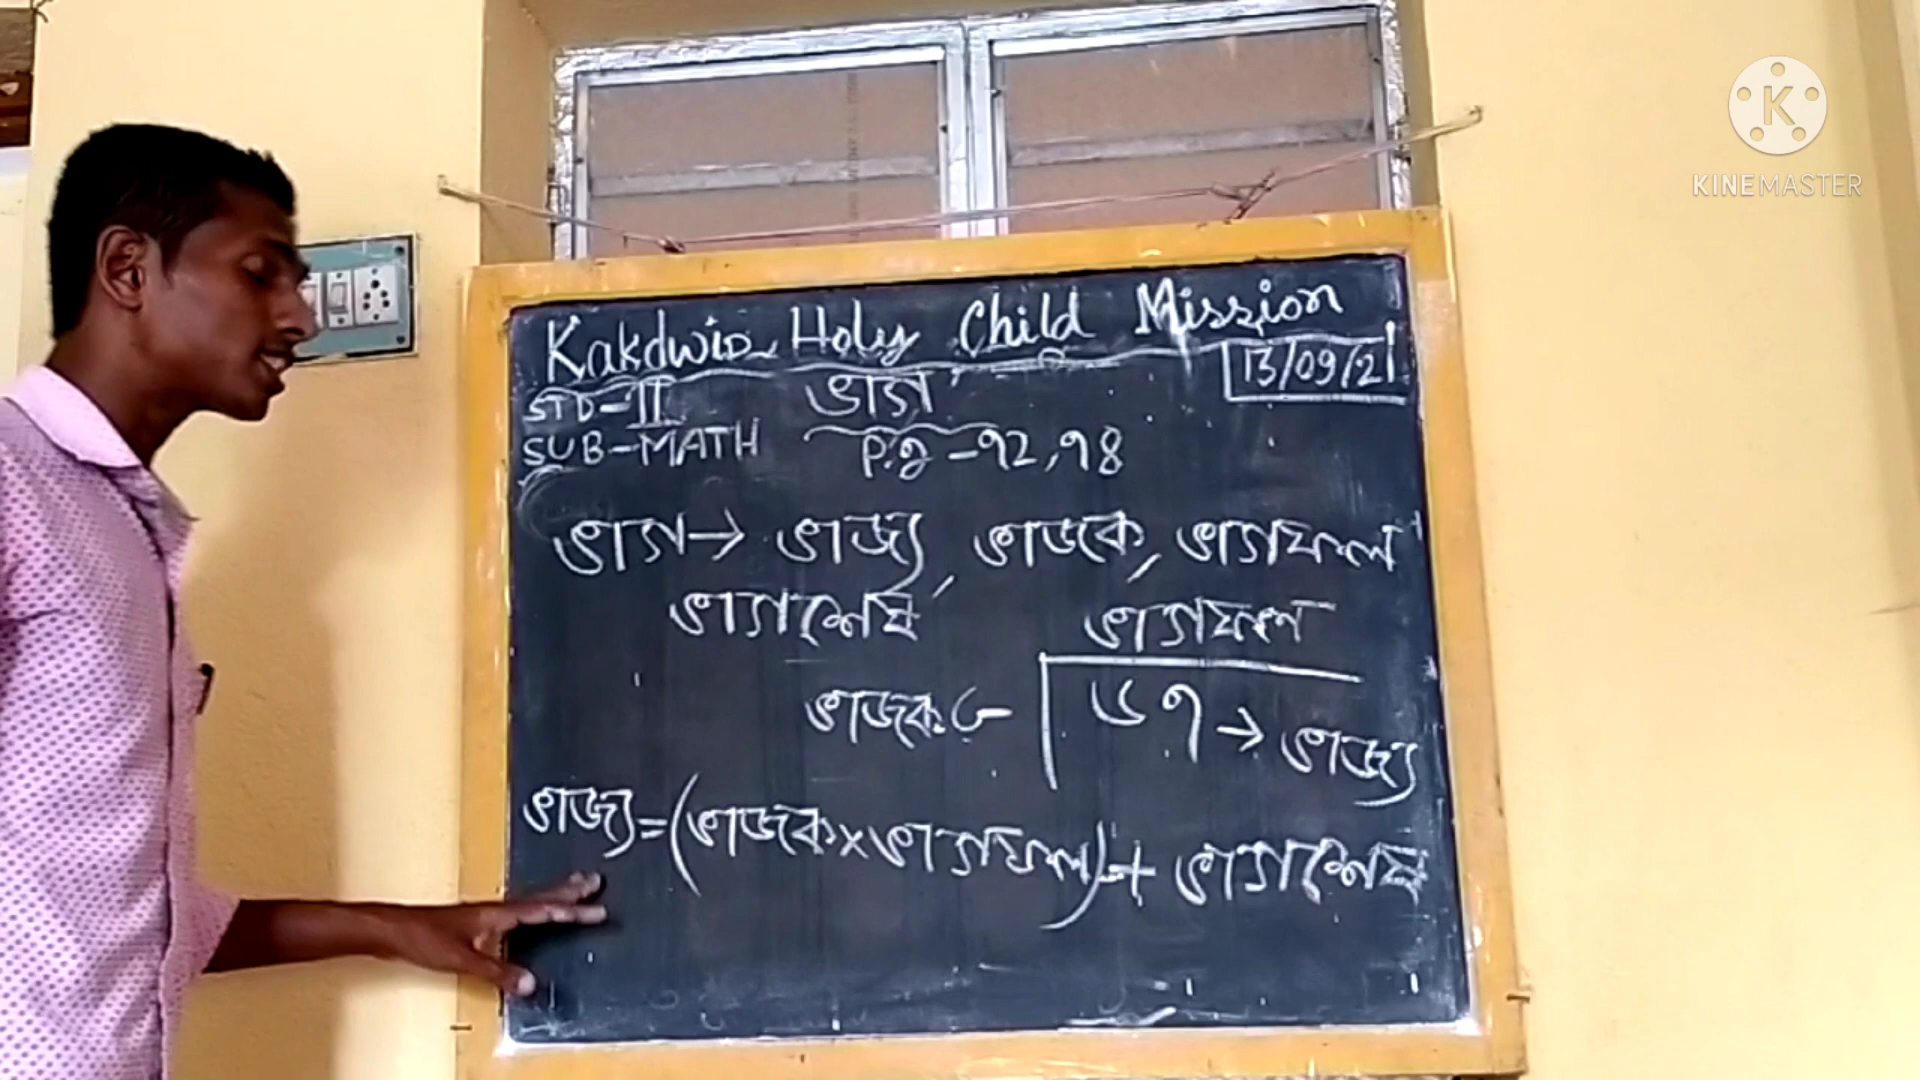 KINEMASTER
Kakdwip Holy Child Mission
13/09/21
STD-II
ভাগ
SUB-MATH
P.g - ৭২, ৭৪
ভাগ → ভাজ্য, ভাজক, ভাগফল
ভাগশেষ
ভাগফল
ভাজক ৬৭ → ভাজ্য
ভাজ্য = (ভাজক × ভাগফল) + ভাগশেষ